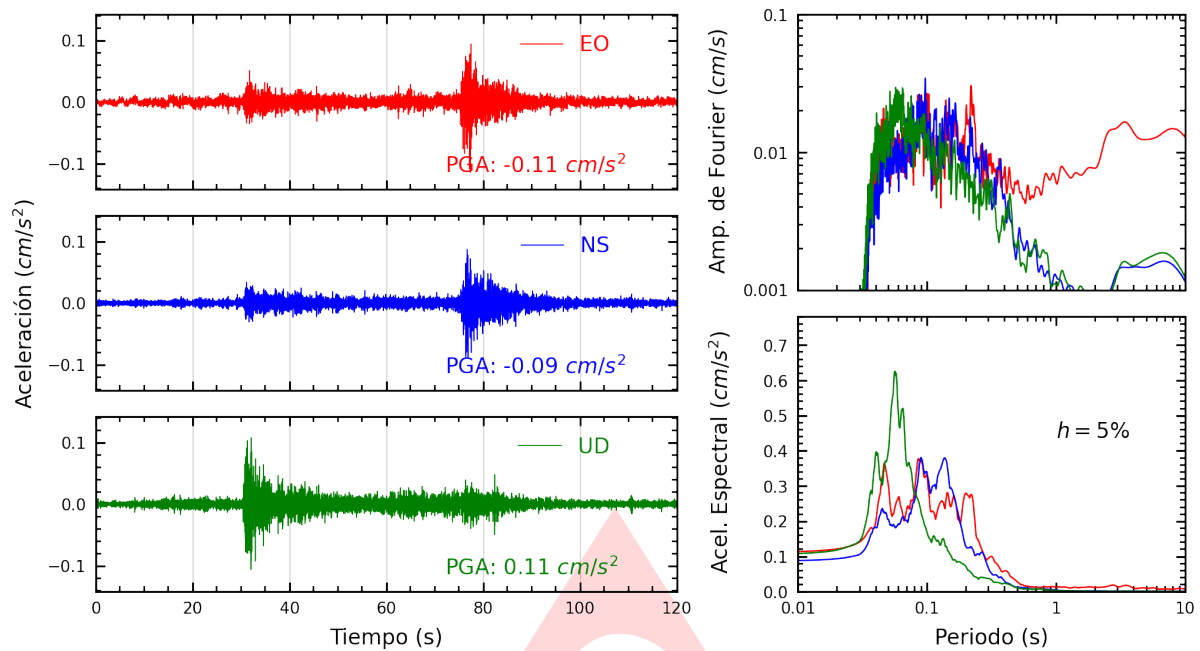 Aceleración (cm/s²)
0.1
0.0
−0.1
EO
PGA: -0.11 cm/s²
0.1
0.0
−0.1
NS
PGA: -0.09 cm/s²
0.1
0.0
−0.1
UD
PGA: 0.11 cm/s²
0 20 40 60 80 100 120
Tiempo (s)
Amp. de Fourier (cm/s)
0.1
0.01
0.001
Acel. Espectral (cm/s²)
0.7
0.6
0.5
0.4
0.3
0.2
0.1
0.0
h = 5%
0.01 0.1 1 10
Periodo (s)